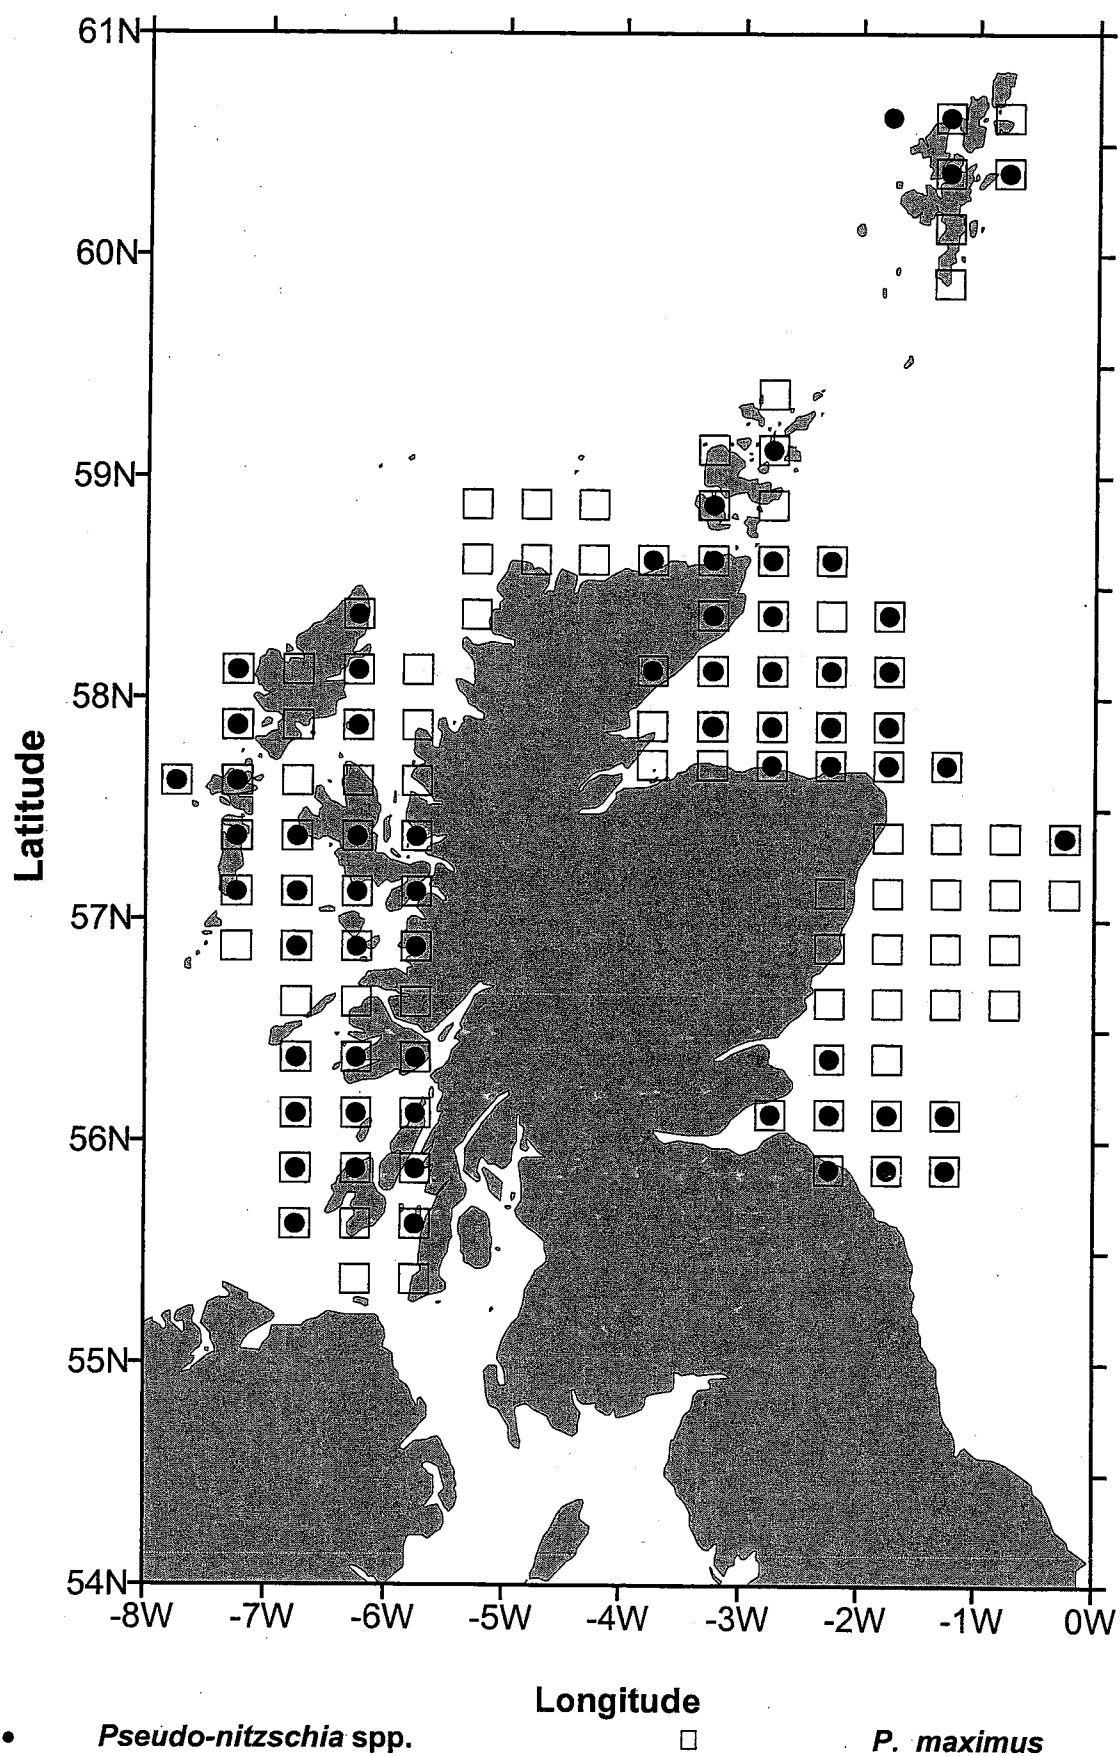 61N
60N
59N
58N
57N
56N
55N
54N
Latitude
-8W -7W -6W -5W -4W -3W -2W -1W 0W
Longitude
Pseudo-nitzschia spp. P. maximus